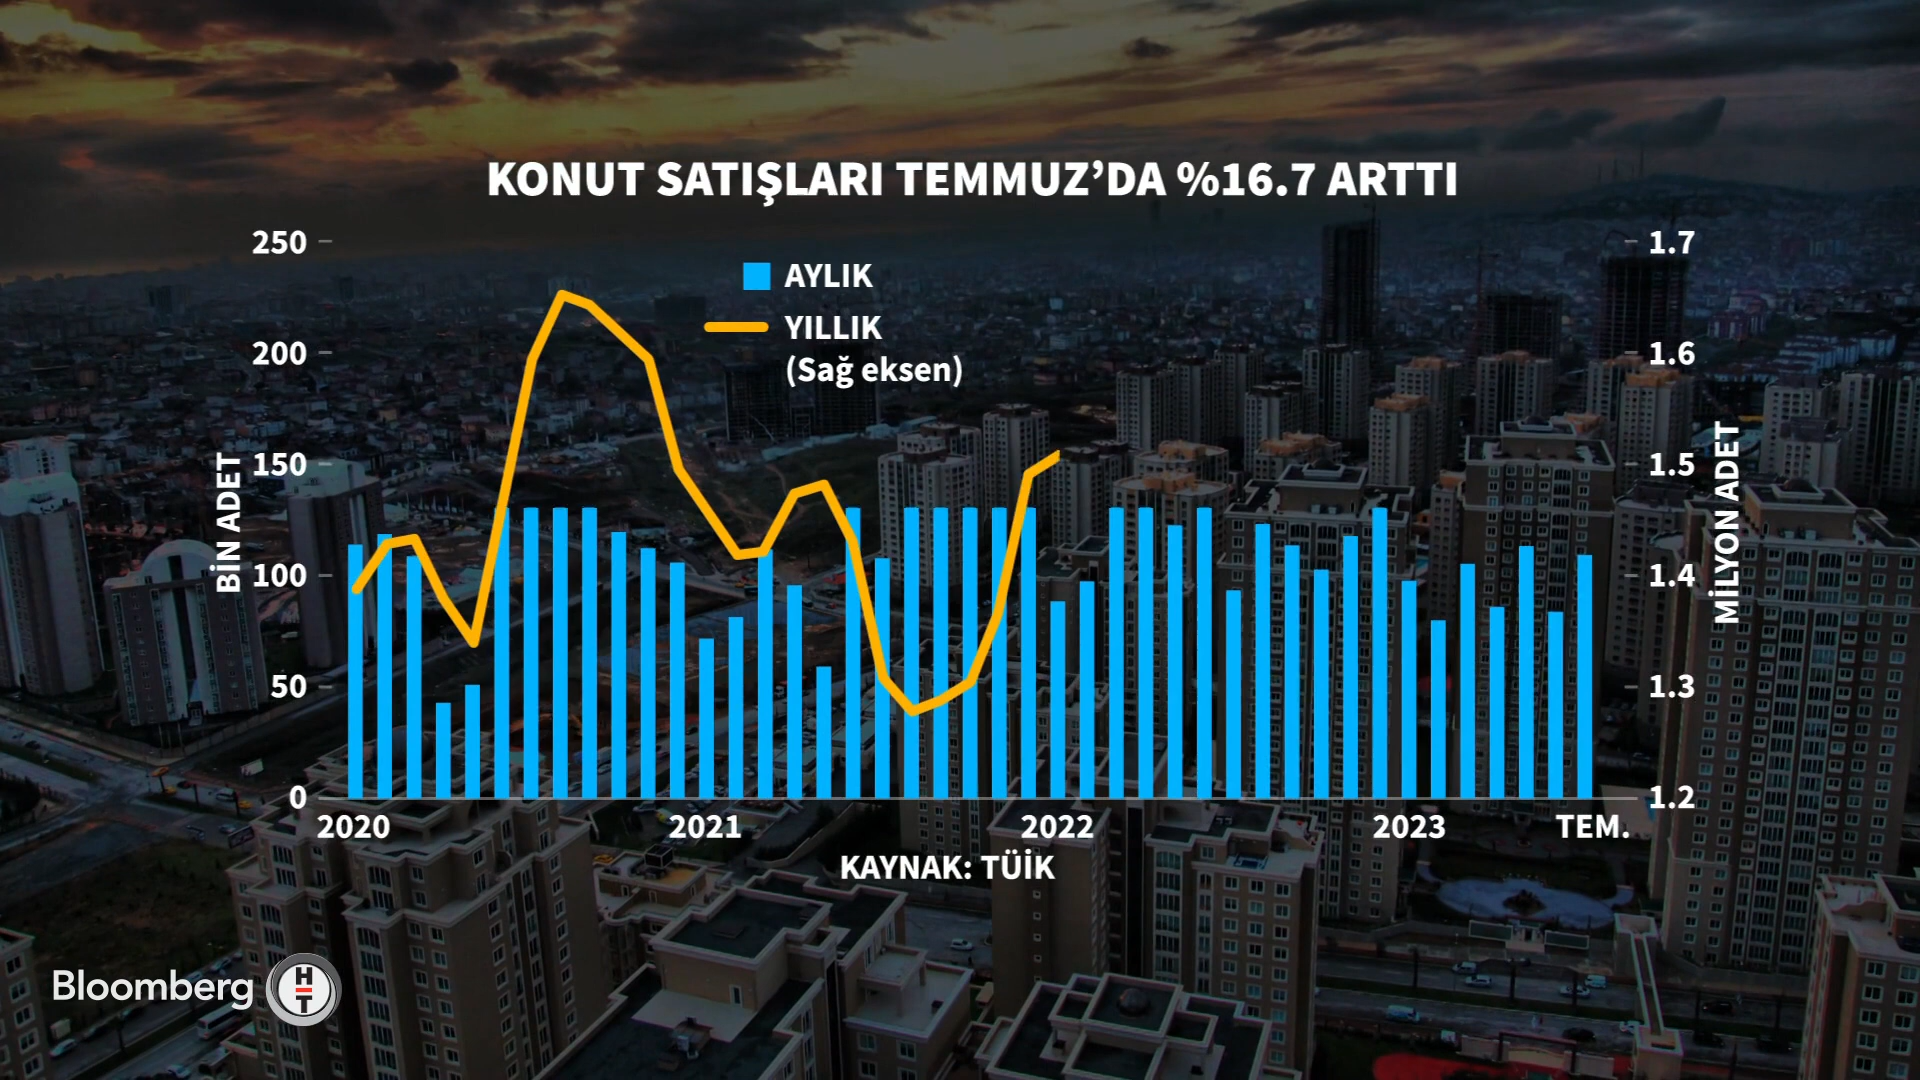 KONUT SATIŞLARI TEMMUZ'DA %16.7 ARTTI
AYLIK
YILLIK
(Sağ eksen)
BİN ADET
250
200
150
100
50
0
1.7
1.6
1.5
1.4
1.3
1.2
MİLYON ADET
2020 2021 2022 2023 TEM.
KAYNAK: TÜİK
Bloomberg HT